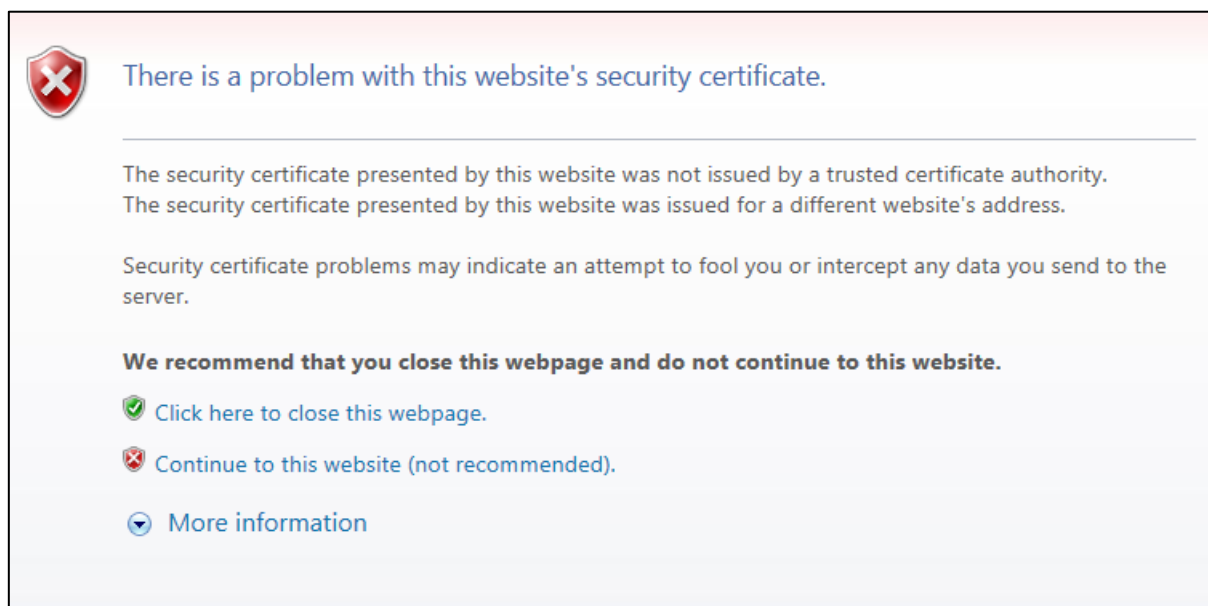 There is a problem with this website's security certificate.
The security certificate presented by this website was not issued by a trusted certificate authority.
The security certificate presented by this website was issued for a different website's address.
Security certificate problems may indicate an attempt to fool you or intercept any data you send to the
server.
We recommend that you close this webpage and do not continue to this website.
Click here to close this webpage.
Continue to this website (not recommended).
More information